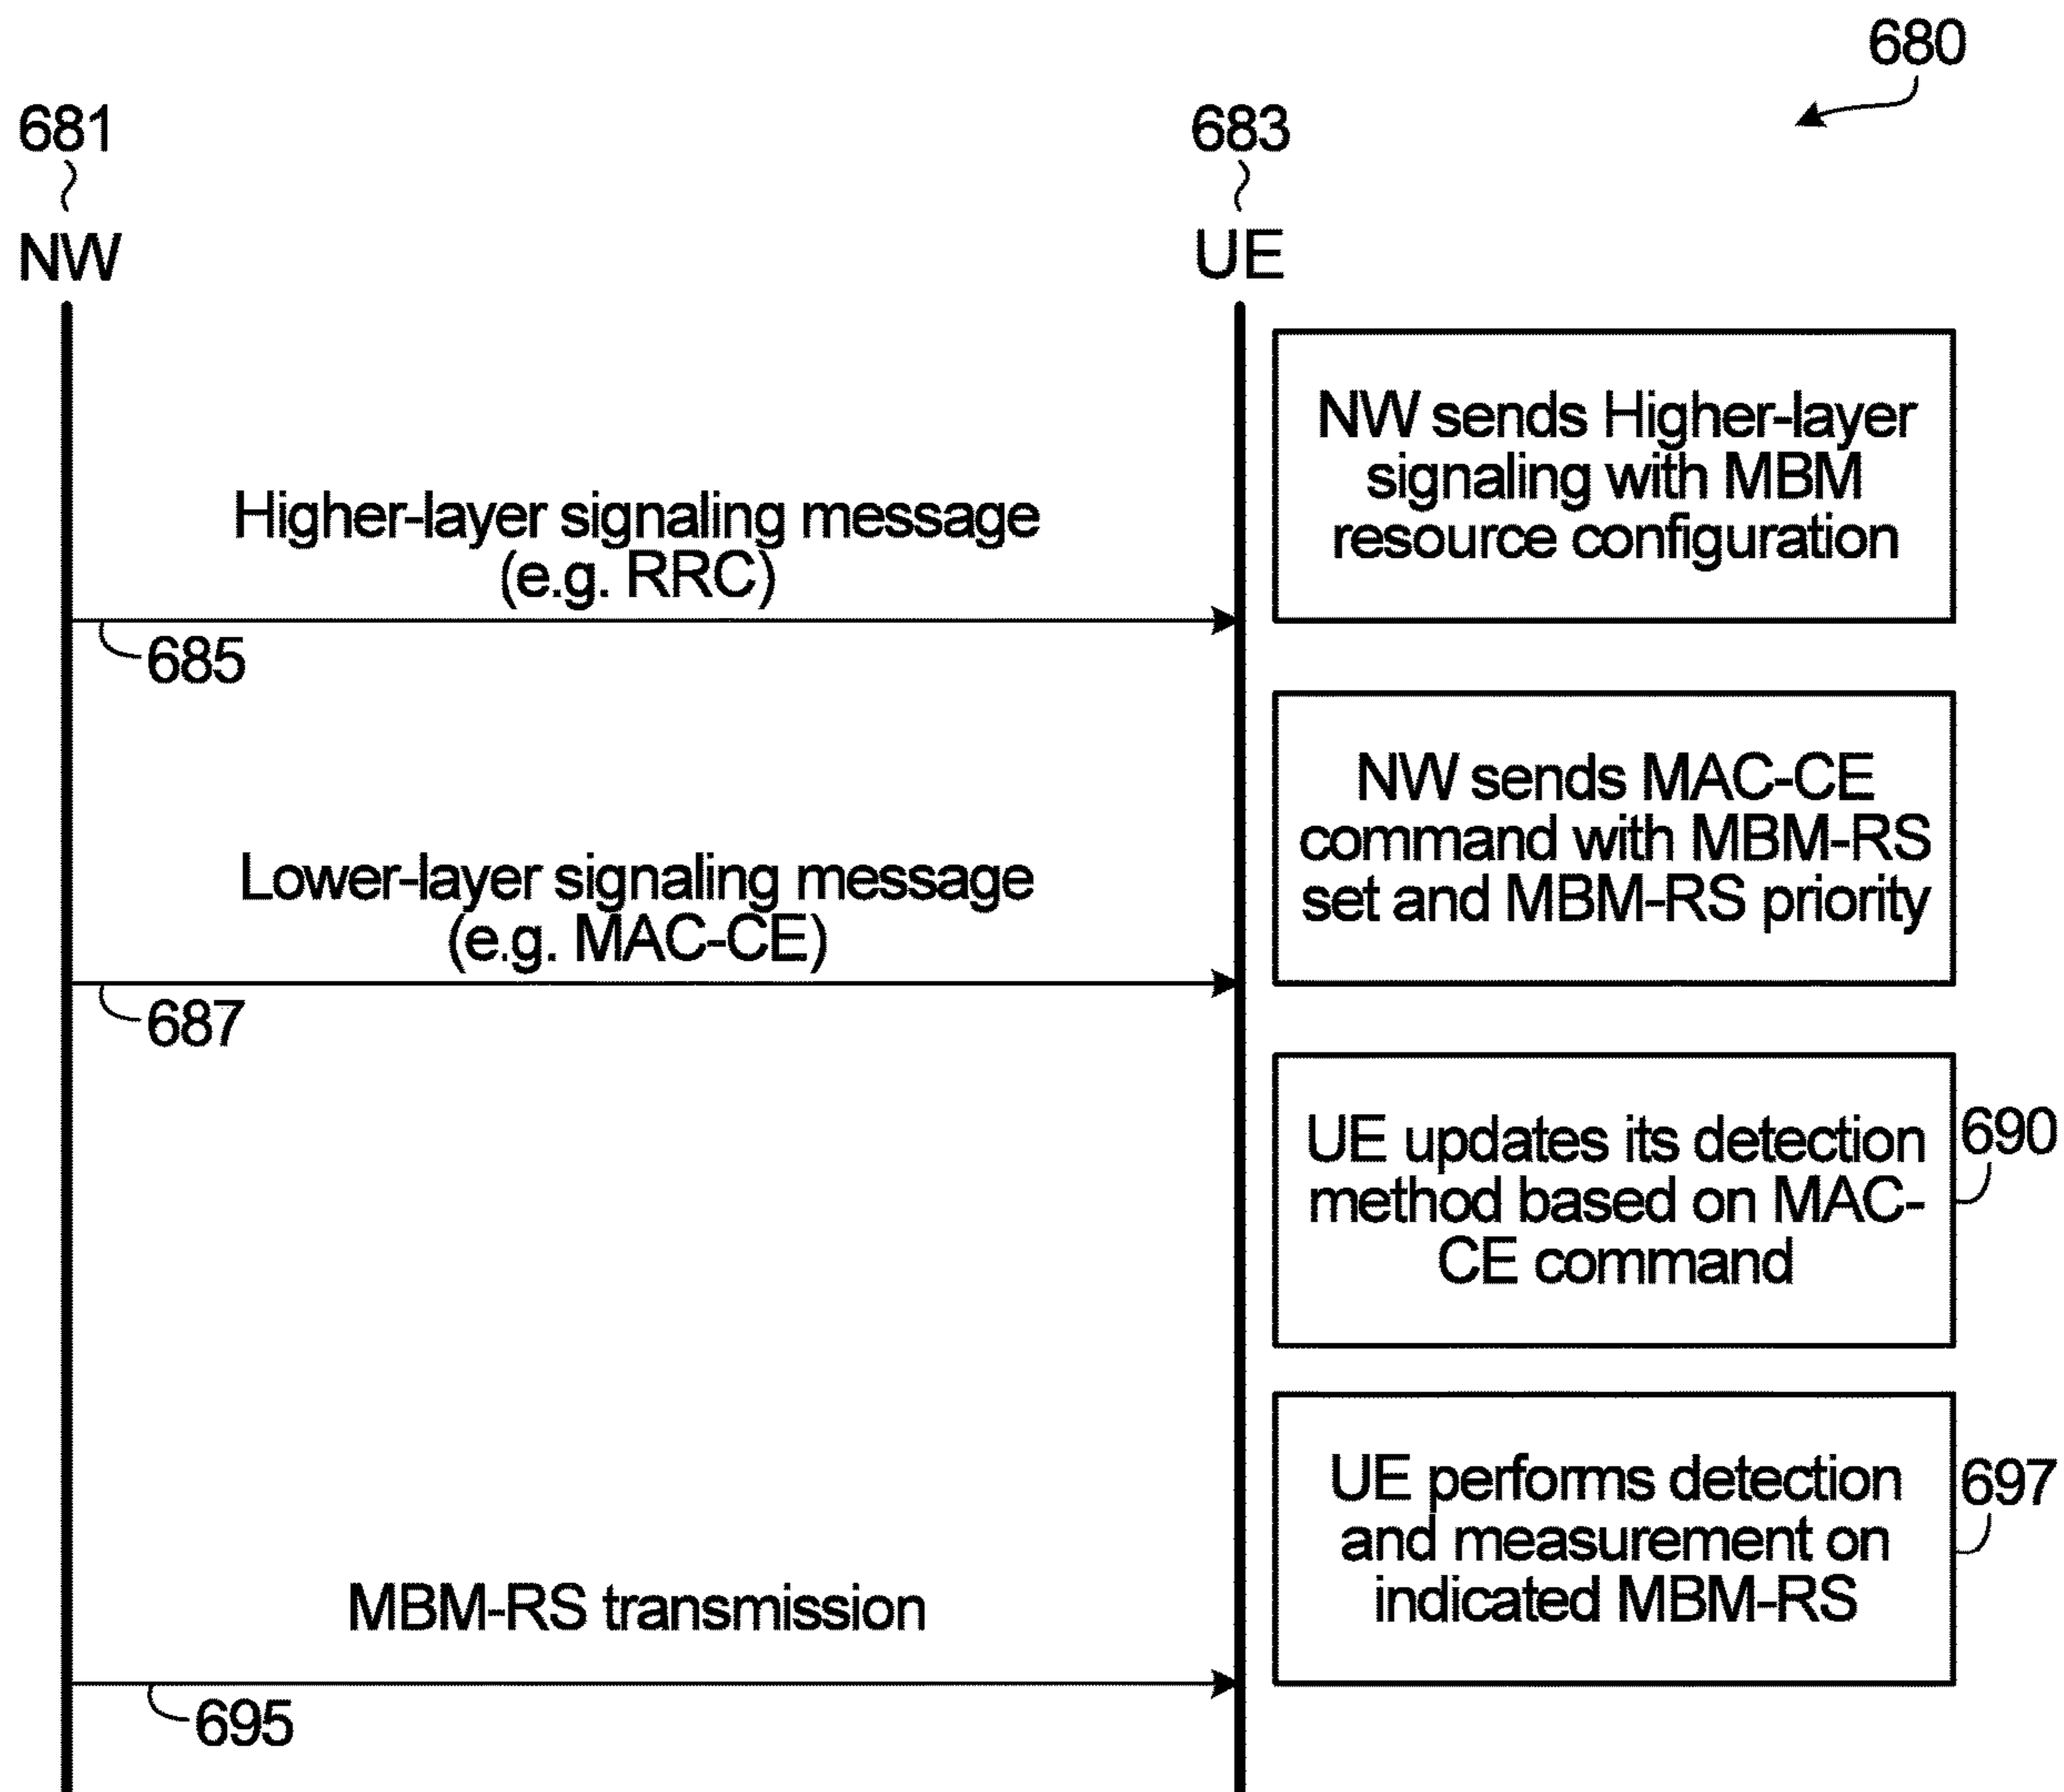 680
681
683
NW
UE
NW sends Higher-layer
signaling with MBM
resource configuration
Higher-layer signaling message
(e.g. RRC)
685
NW sends MAC-CE
command with MBM-RS
set and MBM-RS priority
Lower-layer signaling message
(e.g. MAC-CE)
687
UE updates its detection
method based on MAC-
CE command
690
UE performs detection
and measurement on
indicated MBM-RS
697
MBM-RS transmission
695